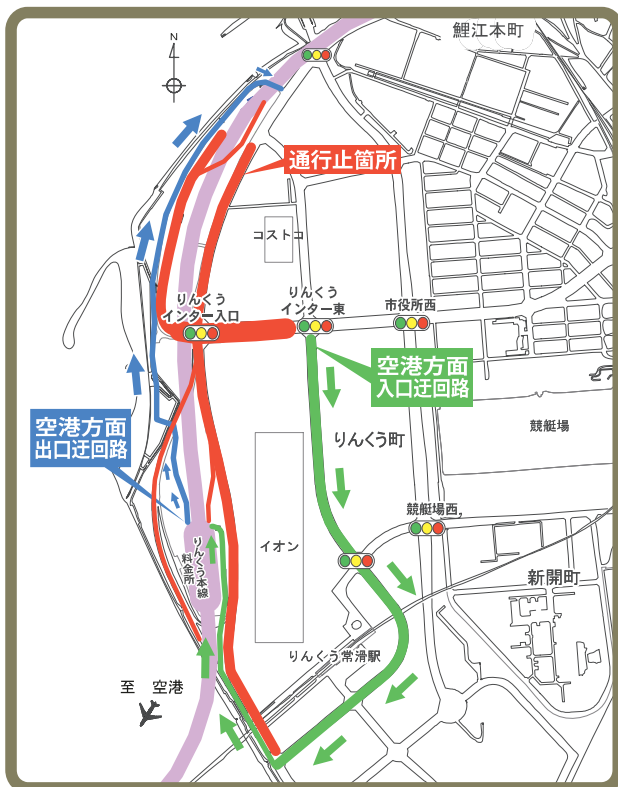 鯉江本町
N
通行止箇所
コストコ
りんくう
インター入口
りんくう
インター東
市役所西
空港方面
入口迂回路
空港方面
出口迂回路
競艇場
りんくう町
競艇場西
イオン
りんくう本線
料金所
新開町
りんくう常滑駅
至 空港